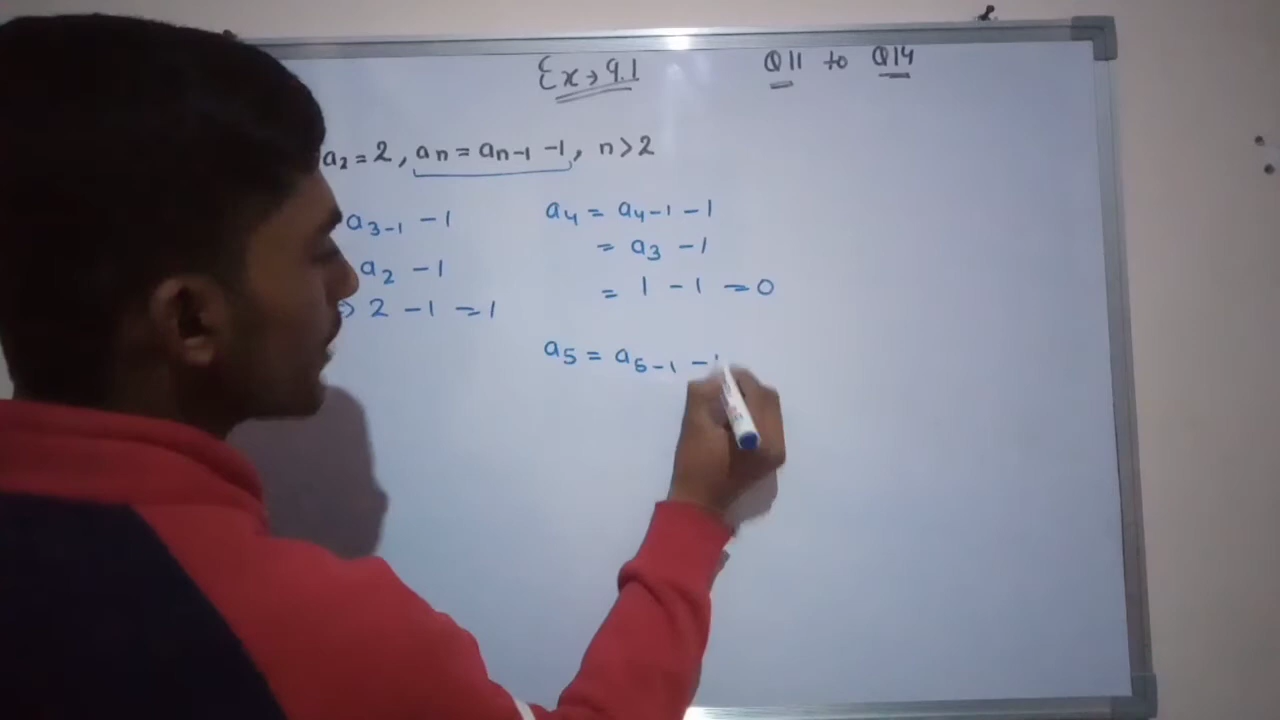 Ex→9.1 Q11 to Q14
a₂ = 2, aₙ = aₙ₋₁ -1, n>2
a₃₋₁ -1
a₂ -1
⇒ 2 -1 = 1
a₄ = a₄₋₁ -1
= a₃ -1
= 1 -1 = 0
a₅ = a₅₋₁ -1